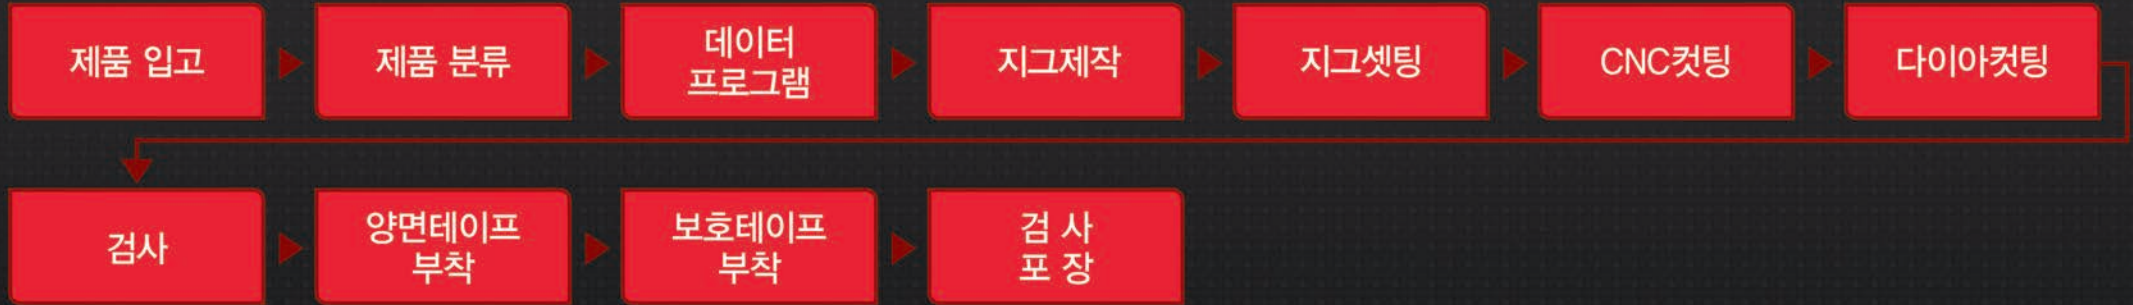 제품 입고
제품 분류
데이터
프로그램
지그제작
지그셋팅
CNC컷팅
다이아컷팅
검사
양면테이프
부착
보호테이프
부착
검 사
포 장